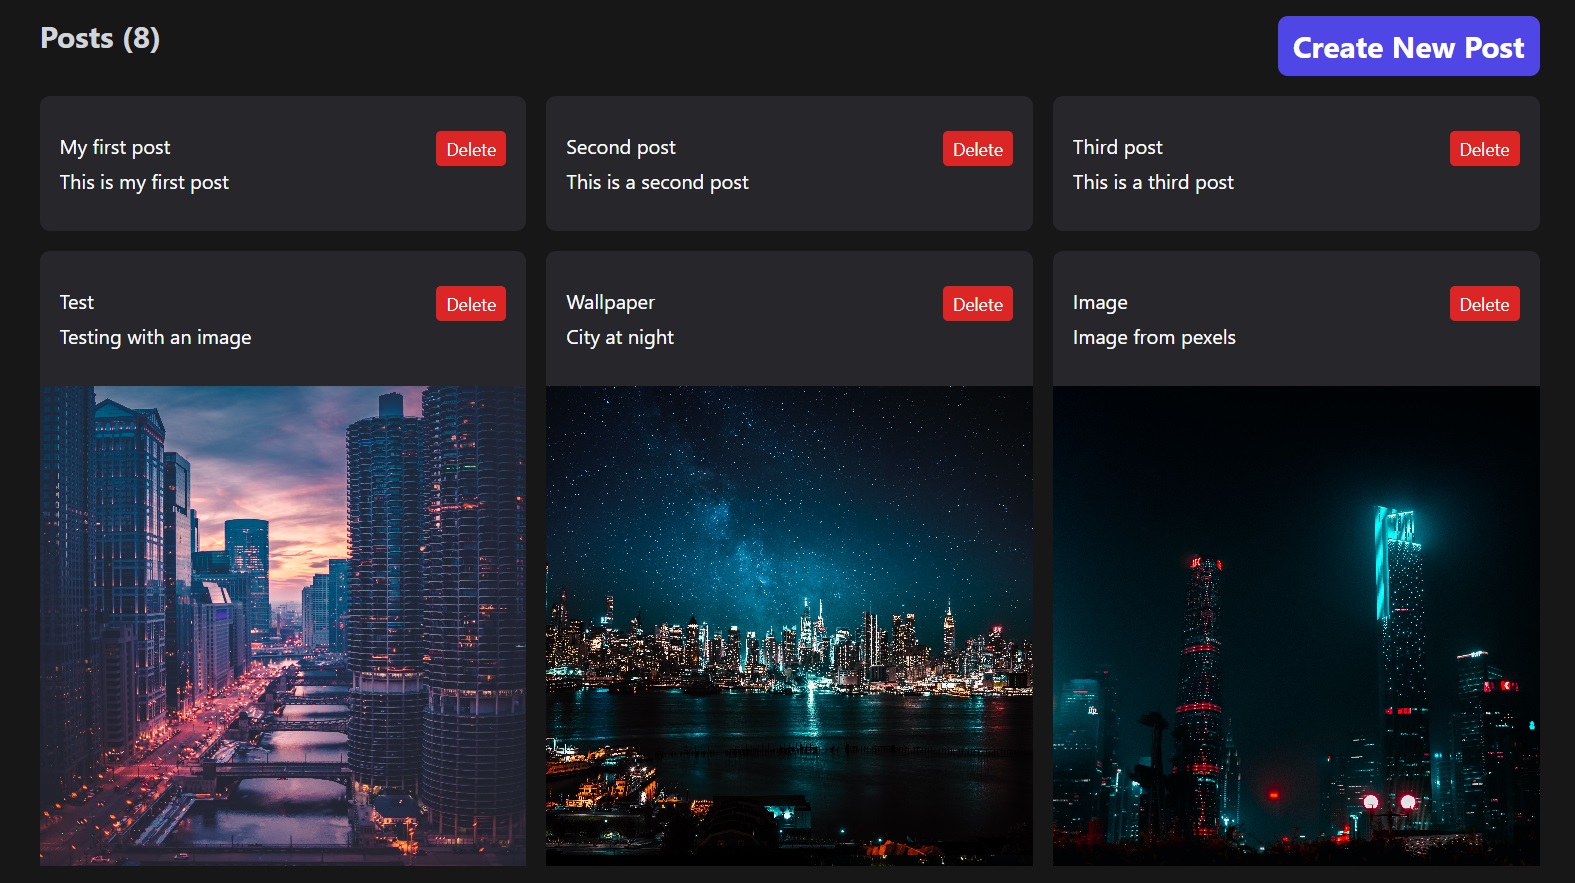 Posts (8)
Create New Post
My first post
Delete
This is my first post
Second post
Delete
This is a second post
Third post
Delete
This is a third post
Test
Delete
Testing with an image
Wallpaper
Delete
City at night
Image
Delete
Image from pexels